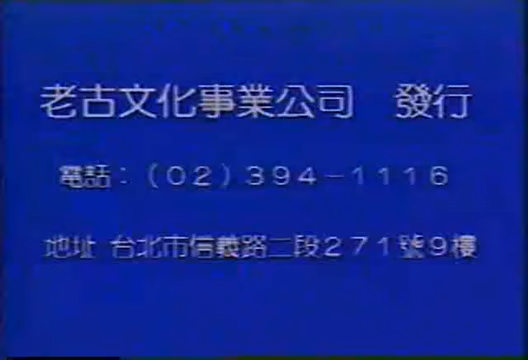 老古文化事業公司　發行
電話：（02）394－1116
地址 台北市信義路二段271號9樓